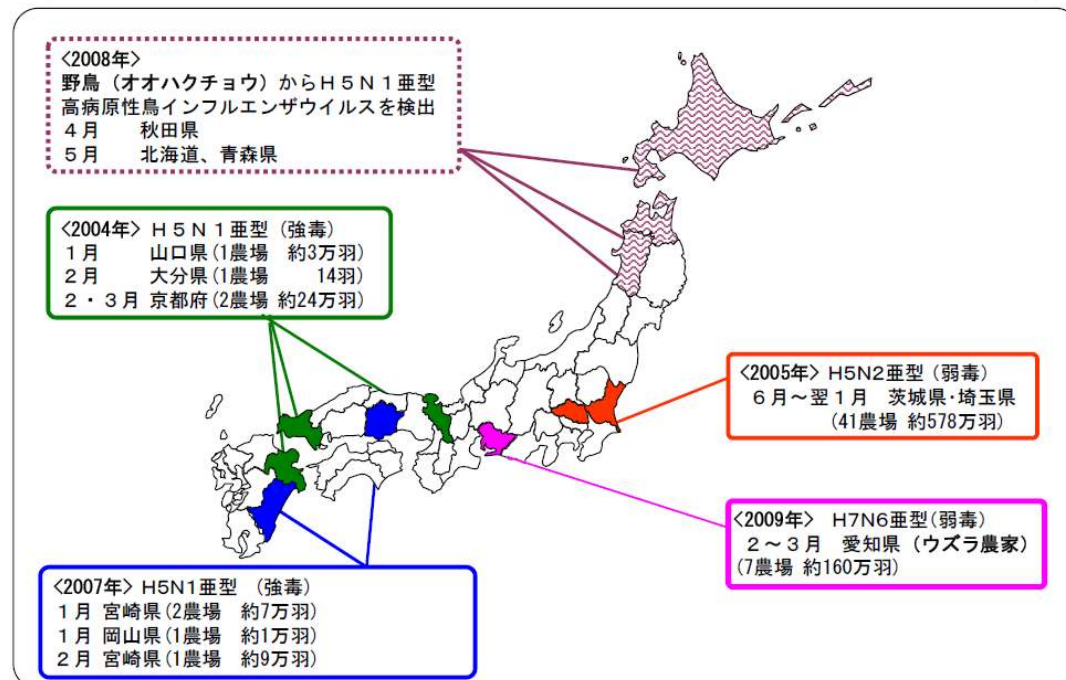 <2008年>
野鳥（オオハクチョウ）からＨ５Ｎ１亜型
高病原性鳥インフルエンザウイルスを検出
４月　　秋田県
５月　　北海道、青森県
<2004年> Ｈ５Ｎ１亜型（強毒）
１月　　山口県(1農場　約3万羽)
２月　　大分県(1農場　　14羽)
２・３月 京都府(2農場 約24万羽)
<2005年> H5N2亜型（弱毒）
６月～翌１月　茨城県･埼玉県
(41農場 約578万羽)
<2009年>　H7N6亜型(弱毒)
２～３月　愛知県（ウズラ農家）
(7農場 約160万羽)
<2007年> H5N1亜型　（強毒）
１月 宮崎県(2農場　約7万羽)
１月 岡山県(1農場　約1万羽)
２月 宮崎県(1農場　約9万羽)